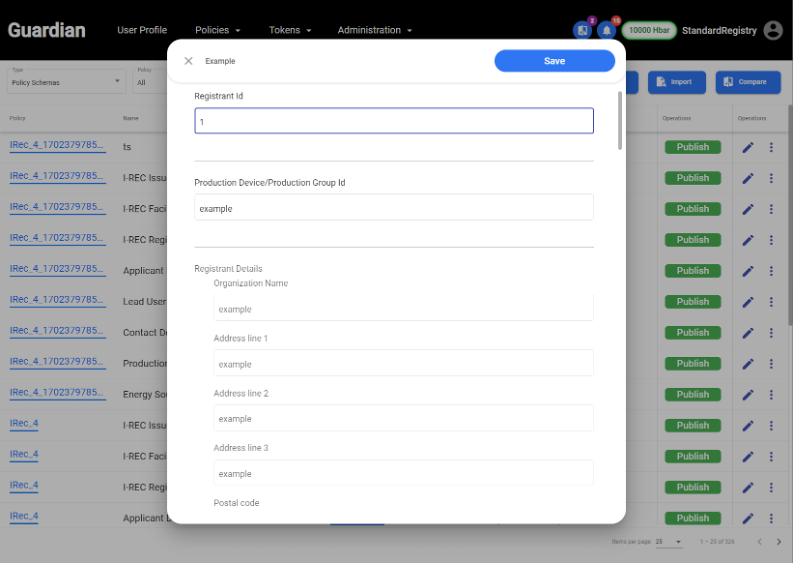 Guardian
User Profile
Policies
Tokens
Administration
3
10
10000 Hbar
StandardRegistry
Type
Policy Schemas
Policy
All
Import
Compare
Example
Save
Policy
Name
Operations
Operations
Registrant Id
1
Production Device/Production Group Id
example
Registrant Details
Organization Name
example
Address line 1
example
Address line 2
example
Address line 3
example
Postal code
IRec_4_1702379785...
ts
Publish
IRec_4_1702379785...
I-REC Issu
Publish
IRec_4_1702379785...
I-REC Faci
Publish
IRec_4_1702379785...
I-REC Regi
Publish
IRec_4_1702379785...
Applicant
Publish
IRec_4_1702379785...
Lead User
Publish
IRec_4_1702379785...
Contact De
Publish
IRec_4_1702379785...
Production
Publish
IRec_4_1702379785...
Energy So
Publish
IRec_4
I-REC Issu
Publish
IRec_4
I-REC Faci
Publish
IRec_4
I-REC Regi
Publish
IRec_4
Applicant
Publish
Items per page: 25
1 – 25 of 326